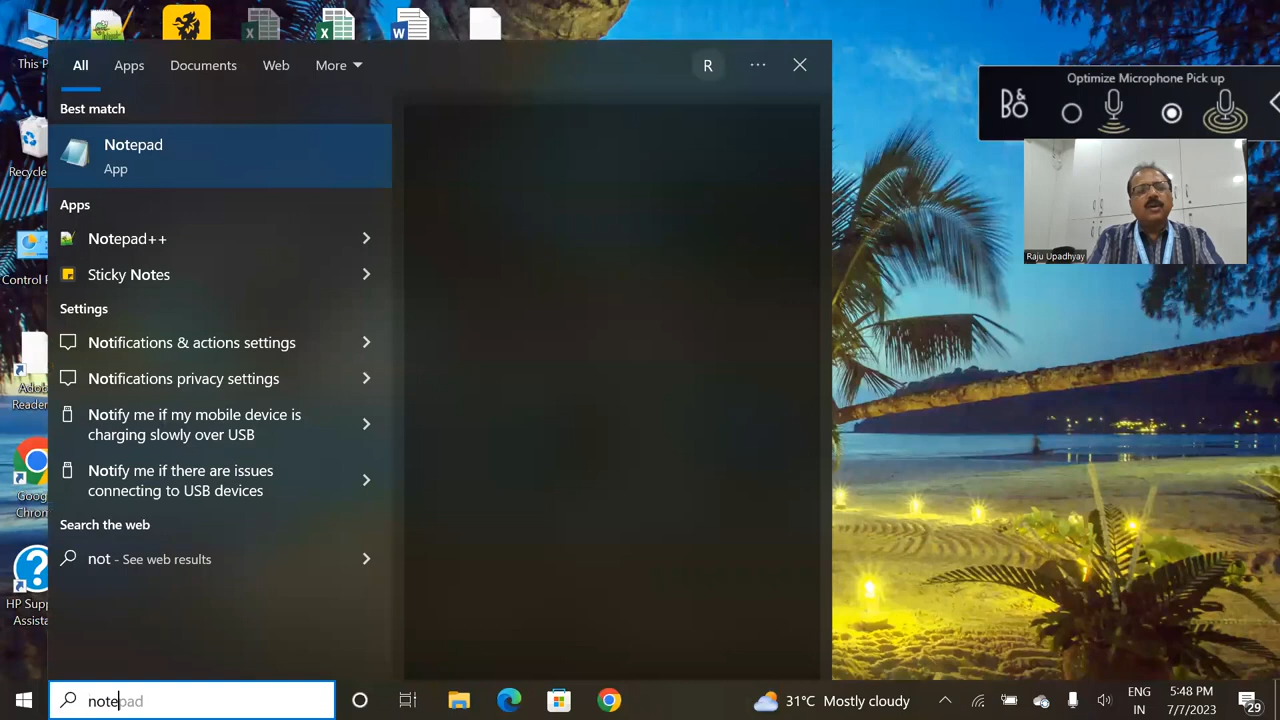 This P
All
Apps
Documents
Web
More
R
Best match
Notepad
App
Apps
Notepad++
Sticky Notes
Settings
Notifications & actions settings
Notifications privacy settings
Notify me if my mobile device is
charging slowly over USB
Notify me if there are issues
connecting to USB devices
Search the web
not - See web results
Recycle
Control P
Adob
Reader
Goog
Chrom
HP Supp
Assista
Optimize Microphone Pick up
B&O
Raju Upadhyay
notepad
31°C Mostly cloudy
ENG
IN
5:48 PM
7/7/2023
29